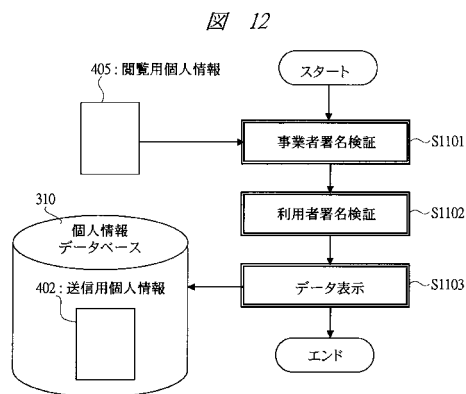 図 12
405：閲覧用個人情報
スタート
事業者署名検証
S1101
利用者署名検証
S1102
310
個人情報
データベース
データ表示
S1103
402：送信用個人情報
エンド